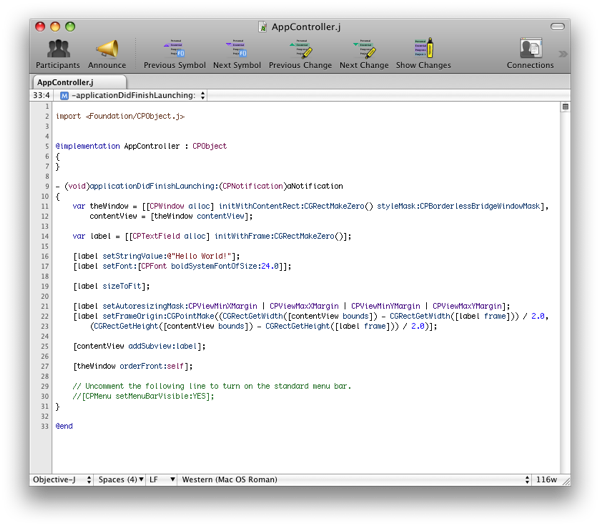 AppController.j
Participants Announce Previous Symbol Next Symbol Previous Change Next Change Show Changes Connections
AppController.j
33:4 M -applicationDidFinishLaunching:
1
2 import <Foundation/CPObject.j>
3
4
5 @implementation AppController : CPObject
6 {
7 }
8
9 - (void)applicationDidFinishLaunching:(CPNotification)aNotification
10 {
11 var theWindow = [[CPWindow alloc] initWithContentRect:CGRectMakeZero() styleMask:CPBorderlessBridgeWindowMask],
12 contentView = [theWindow contentView];
13
14 var label = [[CPTextField alloc] initWithFrame:CGRectMakeZero()];
15
16 [label setStringValue:@"Hello World!"];
17 [label setFont:[CPFont boldSystemFontOfSize:24.0]];
18
19 [label sizeToFit];
20
21 [label setAutoresizingMask:CPViewMinXMargin | CPViewMaxXMargin | CPViewMinYMargin | CPViewMaxYMargin];
22 [label setFrameOrigin:CGPointMake((CGRectGetWidth([contentView bounds]) - CGRectGetWidth([label frame])) / 2.0,
23 (CGRectGetHeight([contentView bounds]) - CGRectGetHeight([label frame])) / 2.0)];
24
25 [contentView addSubview:label];
26
27 [theWindow orderFront:self];
28
29 // Uncomment the following line to turn on the standard menu bar.
30 //[CPMenu setMenuBarVisible:YES];
31 }
32
33 @end
Objective-J Spaces (4) LF Western (Mac OS Roman) 116w